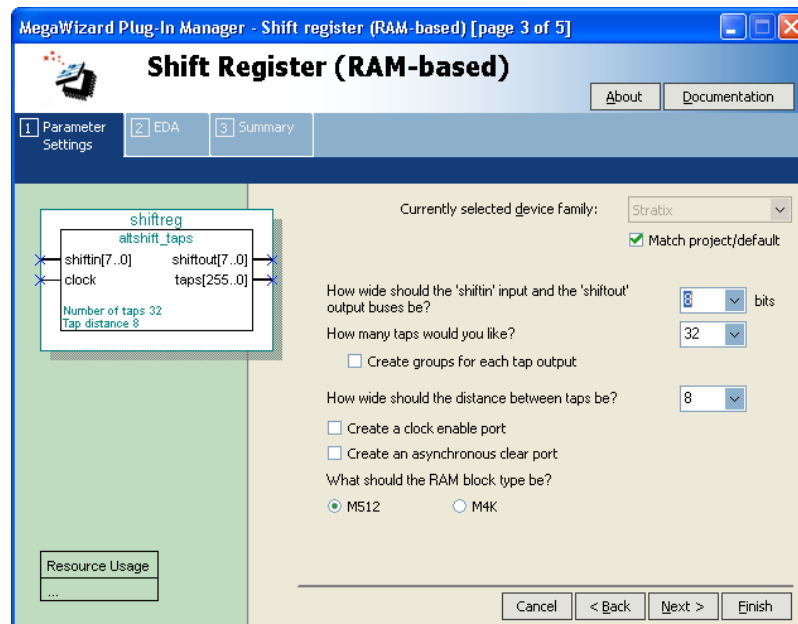 MegaWizard Plug-In Manager - Shift register (RAM-based) [page 3 of 5]
Shift Register (RAM-based)
About
Documentation
1 Parameter Settings
2 EDA
3 Summary
shiftreg
altshift_taps
shiftin[7..0] shiftout[7..0]
clock taps[255..0]
Number of taps 32
Tap distance 8
Currently selected device family: Stratix
Match project/default
How wide should the 'shiftin' input and the 'shiftout'
output buses be? 8 bits
How many taps would you like? 32
Create groups for each tap output
How wide should the distance between taps be? 8
Create a clock enable port
Create an asynchronous clear port
What should the RAM block type be?
M512 M4K
Resource Usage
...
Cancel < Back Next > Finish